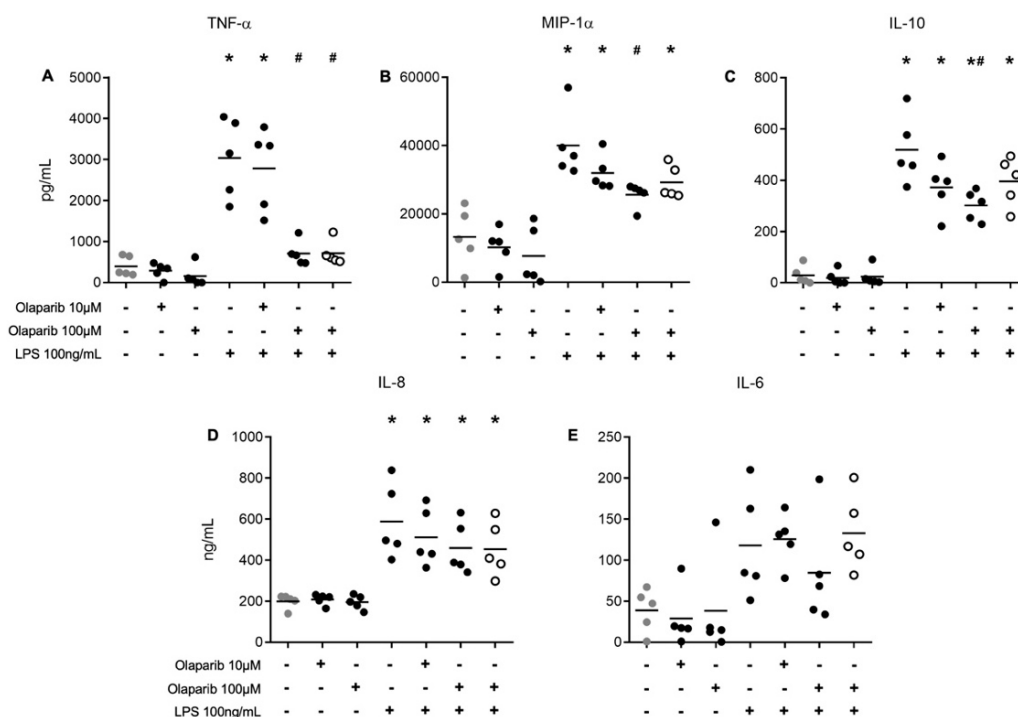 TNF-α
MIP-1α
IL-10
A
* * # #
B
* * # *
C
* * *# *
5000
4000
3000
2000
1000
0
pg/mL
60000
40000
20000
0
800
600
400
200
0
Olaparib 10µM - + - - + - -
Olaparib 100µM - - + - - + +
LPS 100ng/mL - - - + + + +
- + - - + - -
- - + - - + +
- - - + + + +
- + - - + - -
- - + - - + +
- - - + + + +
IL-8
IL-6
D
* * * *
E
1000
800
600
400
200
0
ng/mL
250
200
150
100
50
0
Olaparib 10µM - + - - + - -
Olaparib 100µM - - + - - + +
LPS 100ng/mL - - - + + + +
- + - - + - -
- - + - - + +
- - - + + + +